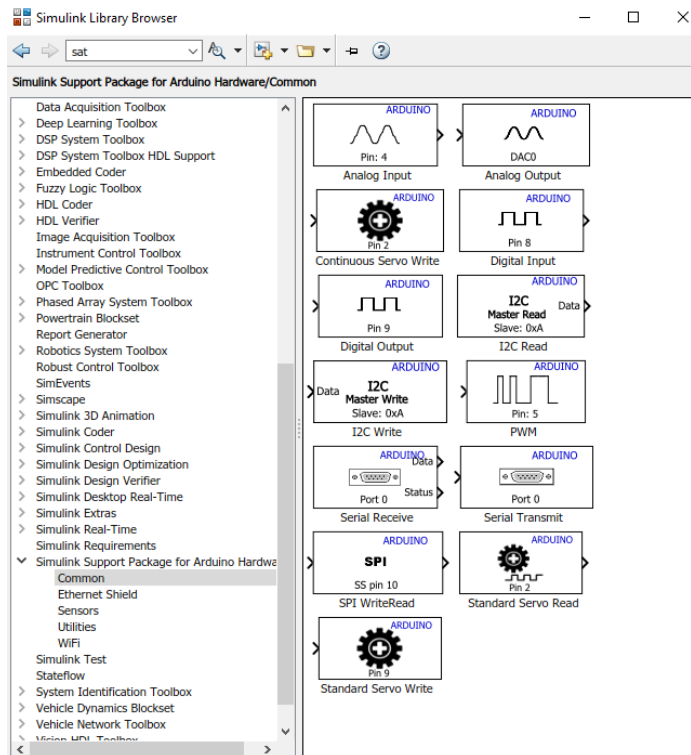 Simulink Library Browser
sat
Simulink Support Package for Arduino Hardware/Common
Data Acquisition Toolbox
Deep Learning Toolbox
DSP System Toolbox
DSP System Toolbox HDL Support
Embedded Coder
Fuzzy Logic Toolbox
HDL Coder
HDL Verifier
Image Acquisition Toolbox
Instrument Control Toolbox
Model Predictive Control Toolbox
OPC Toolbox
Phased Array System Toolbox
Powertrain Blockset
Report Generator
Robotics System Toolbox
Robust Control Toolbox
SimEvents
Simscape
Simulink 3D Animation
Simulink Coder
Simulink Control Design
Simulink Design Optimization
Simulink Design Verifier
Simulink Desktop Real-Time
Simulink Extras
Simulink Real-Time
Simulink Requirements
Simulink Support Package for Arduino Hardwa
Common
Ethernet Shield
Sensors
Utilities
WiFi
Simulink Test
Stateflow
System Identification Toolbox
Vehicle Dynamics Blockset
Vehicle Network Toolbox
Vision HDL Toolbox
ARDUINO
Pin: 4
Analog Input
ARDUINO
DAC0
Analog Output
ARDUINO
Pin 2
Continuous Servo Write
ARDUINO
Pin 8
Digital Input
ARDUINO
Pin 9
Digital Output
ARDUINO
I2C
Master Read
Slave: 0xA
Data
I2C Read
ARDUINO
Data
I2C
Master Write
Slave: 0xA
I2C Write
ARDUINO
Pin: 5
PWM
ARDUINO
Data
Status
Port 0
Serial Receive
ARDUINO
Port 0
Serial Transmit
ARDUINO
SPI
SS pin 10
SPI WriteRead
ARDUINO
Pin 2
Standard Servo Read
ARDUINO
Pin 9
Standard Servo Write